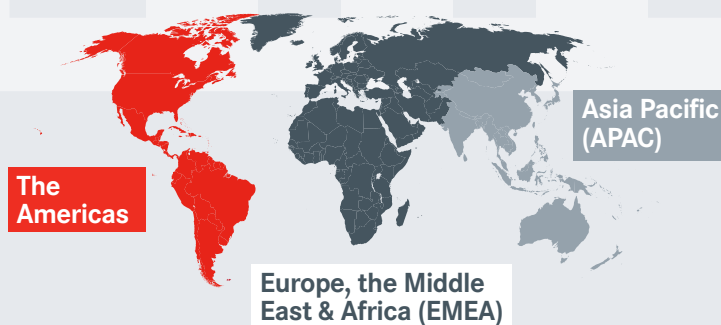 Asia Pacific
(APAC)
The
Americas
Europe, the Middle
East & Africa (EMEA)